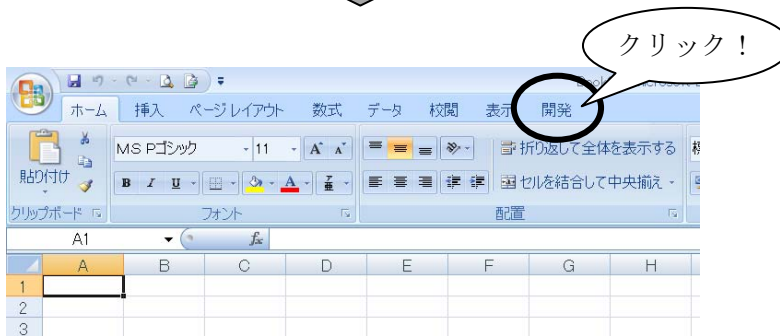 クリック！
ホーム 挿入 ページ レイアウト 数式 データ 校閲 表示 開発
MS Pゴシック 11 A A
貼り付け B I U A 折り返して全体を表示する
セルを結合して中央揃え
クリップボード フォント 配置
A1 fx
A B C D E F G H
1
2
3